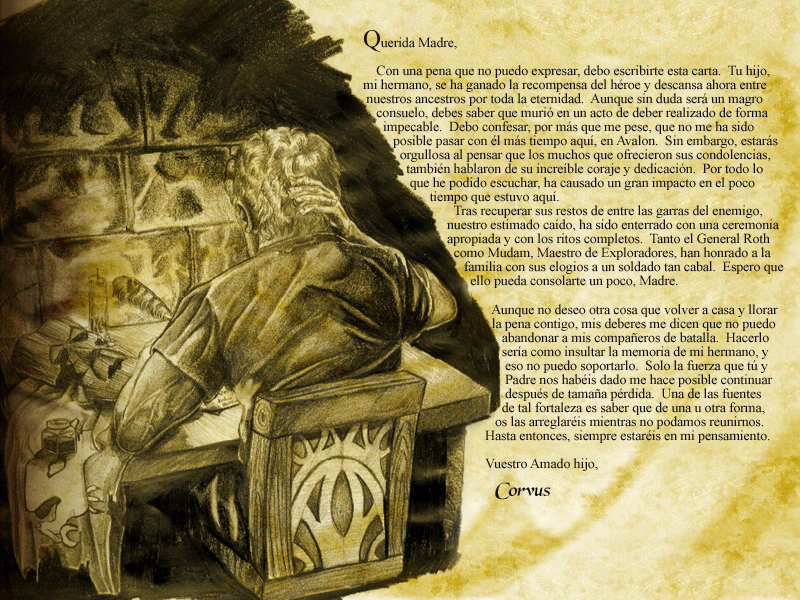 Querida Madre,
Con una pena que no puedo expresar, debo escribirte esta carta. Tu hijo,
mi hermano, se ha ganado la recompensa del héroe y descansa ahora entre
nuestros ancestros por toda la eternidad. Aunque sin duda será un magro
consuelo, debes saber que murió en un acto de deber realizado de forma
impecable. Debo confesar, por más que me pese, que no me ha sido
posible pasar con él más tiempo aquí, en Avalon. Sin embargo, estarás
orgullosa al pensar que los muchos que ofrecieron sus condolencias,
también hablaron de su increíble coraje y dedicación. Por todo lo
que he podido escuchar, ha causado un gran impacto en el poco
tiempo que estuvo aquí.
Tras recuperar sus restos de entre las garras del enemigo,
nuestro estimado caído, ha sido enterrado con una ceremonia
apropiada y con los ritos completos. Tanto el General Roth
como Mudam, Maestro de Exploradores, han honrado a la
familia con sus elogios a un soldado tan cabal. Espero que
ello pueda consolarte un poco, Madre.
Aunque no deseo otra cosa que volver a casa y llorar
la pena contigo, mis deberes me dicen que no puedo
abandonar a mis compañeros de batalla. Hacerlo
sería como insultar la memoria de mi hermano, y
eso no puedo soportarlo. Solo la fuerza que tú y
Padre nos habéis dado me hace posible continuar
después de tamaña pérdida. Una de las fuentes
de tal fortaleza es saber que de una u otra forma,
os las arreglaréis mientras no podamos reunirnos.
Hasta entonces, siempre estaréis en mi pensamiento.
Vuestro Amado hijo,
Corvus